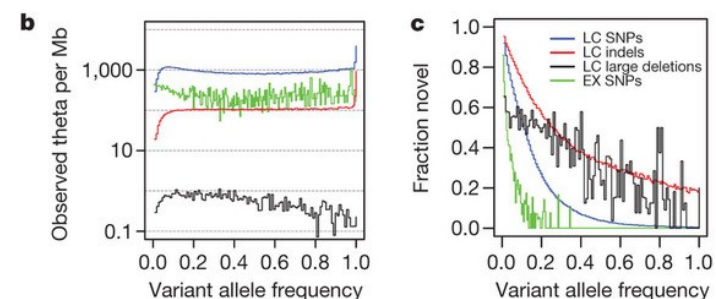 b
Observed theta per Mb
1,000
10
0.1
0.0 0.2 0.4 0.6 0.8 1.0
Variant allele frequency
c
Fraction novel
1.0
0.8
0.6
0.4
0.2
0.0
LC SNPs
LC indels
LC large deletions
EX SNPs
0.0 0.2 0.4 0.6 0.8 1.0
Variant allele frequency